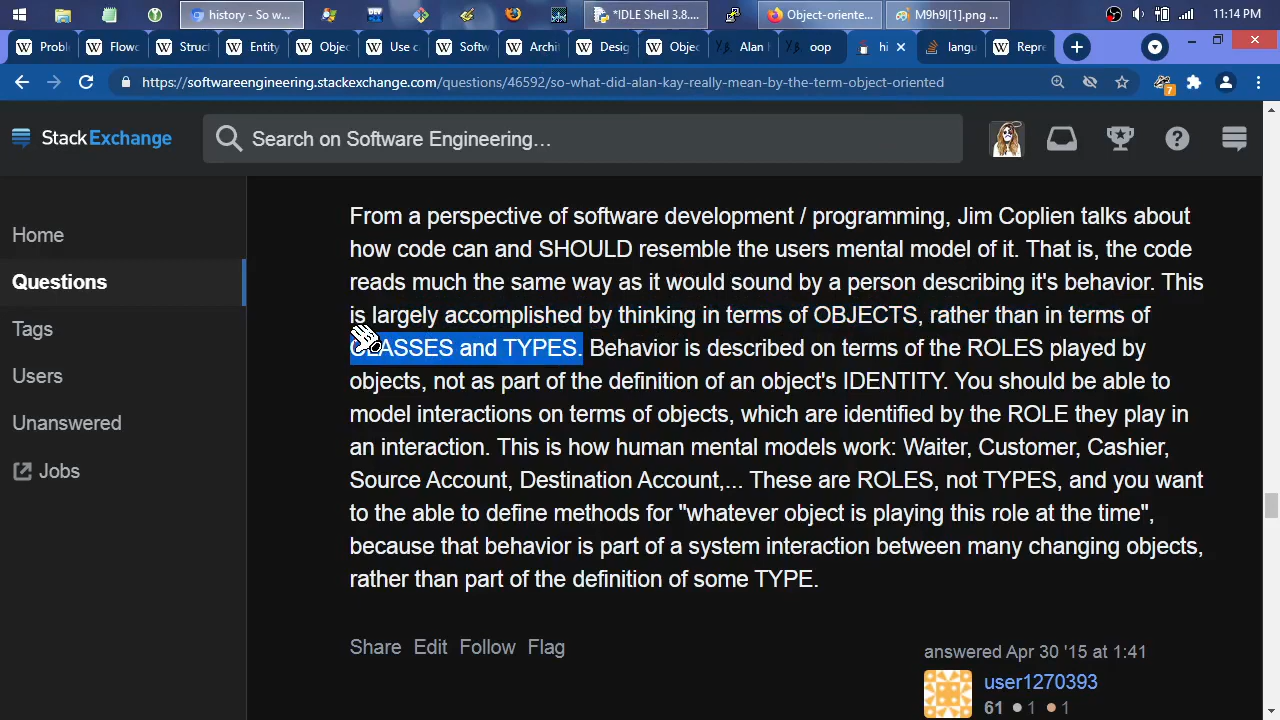 history - So w...
*IDLE Shell 3.8....
Object-oriente...
M9h9l[1].png ...
11:14 PM
Probl
Flow
Struct
Entity
Objec
Use c
Softw
Arch
Desig
Objec
Alan
oop
hi
langu
Repre
https://softwareengineering.stackexchange.com/questions/46592/so-what-did-alan-kay-really-mean-by-the-term-object-oriented
7
StackExchange
Search on Software Engineering...
Home
Questions
Tags
Users
Unanswered
Jobs
From a perspective of software development / programming, Jim Coplien talks about
how code can and SHOULD resemble the users mental model of it. That is, the code
reads much the same way as it would sound by a person describing it's behavior. This
is largely accomplished by thinking in terms of OBJECTS, rather than in terms of
CLASSES and TYPES. Behavior is described on terms of the ROLES played by
objects, not as part of the definition of an object's IDENTITY. You should be able to
model interactions on terms of objects, which are identified by the ROLE they play in
an interaction. This is how human mental models work: Waiter, Customer, Cashier,
Source Account, Destination Account,... These are ROLES, not TYPES, and you want
to the able to define methods for "whatever object is playing this role at the time",
because that behavior is part of a system interaction between many changing objects,
rather than part of the definition of some TYPE.
Share Edit Follow Flag
answered Apr 30 '15 at 1:41
user1270393
61 1 1